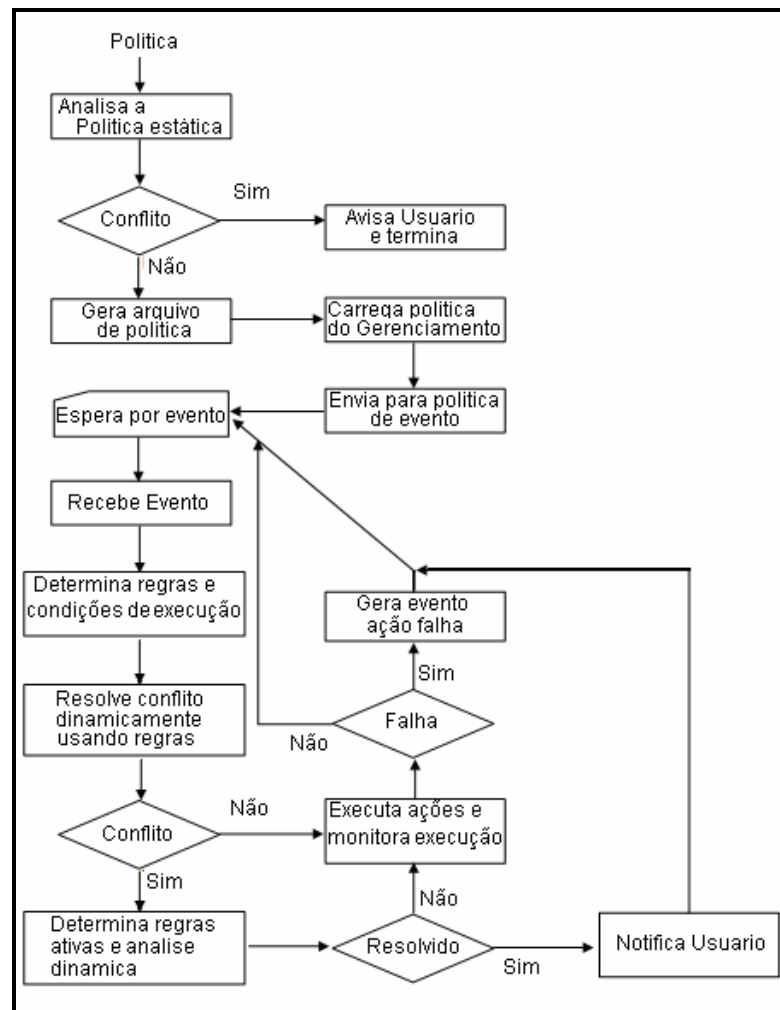 Politica
Analisa a
Politica estática
Sim
Conflito
Avisa Usuario
e termina
Não
Gera arquivo
de politica
Carrega politica
do Gerenciamento
Envia para politica
de evento
Espera por evento
Recebe Evento
Determina regras e
condições de execução
Gera evento
ação falha
Sim
Resolve conflito
dinamicamente
usando regras
Falha
Não
Não
Executa ações e
monitora execução
Conflito
Sim
Não
Determina regras
ativas e analise
dinamica
Resolvido
Sim
Notifica Usuario